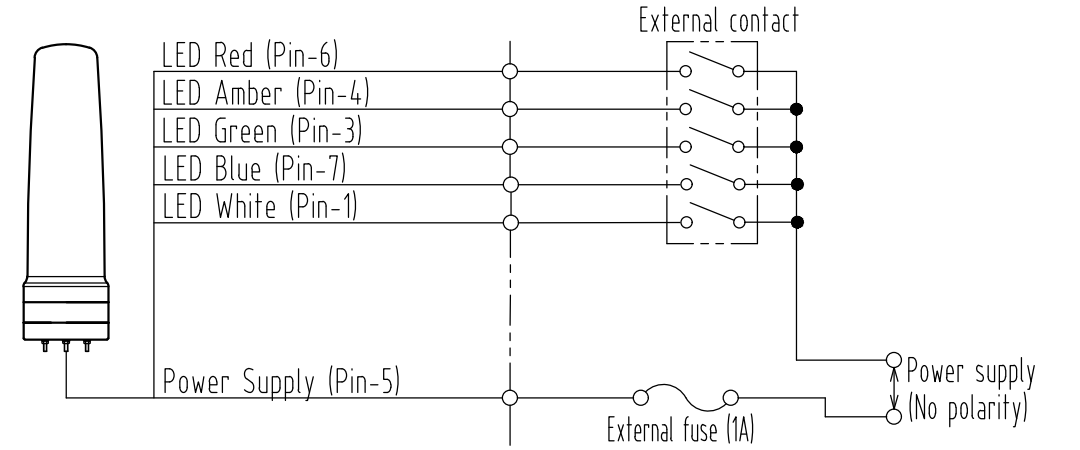 External contact
LED Red (Pin-6)
LED Amber (Pin-4)
LED Green (Pin-3)
LED Blue (Pin-7)
LED White (Pin-1)
Power Supply (Pin-5)
Power supply
(No polarity)
External fuse (1A)